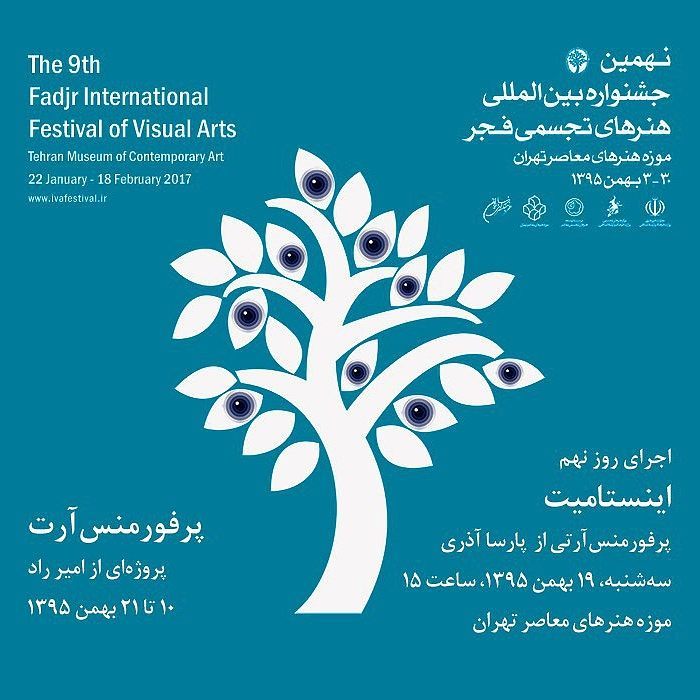 The 9th
Fadjr International
Festival of Visual Arts
Tehran Museum of Contemporary Art
22 January - 18 February 2017
www.ivafestival.ir
نهمین
جشنواره بین‌المللی
هنرهای تجسمی فجر
موزه هنرهای معاصر تهران
۳-۳۰ بهمن ۱۳۹۵
اجرای روز نهم
اینستامیت
پرفورمنس آرتی از پارسا آذری
سه‌شنبه، ۱۹ بهمن ۱۳۹۵، ساعت ۱۵
موزه هنرهای معاصر تهران
پرفورمنس آرت
پروژه‌ای از امیر راد
۱۰ تا ۲۱ بهمن ۱۳۹۵